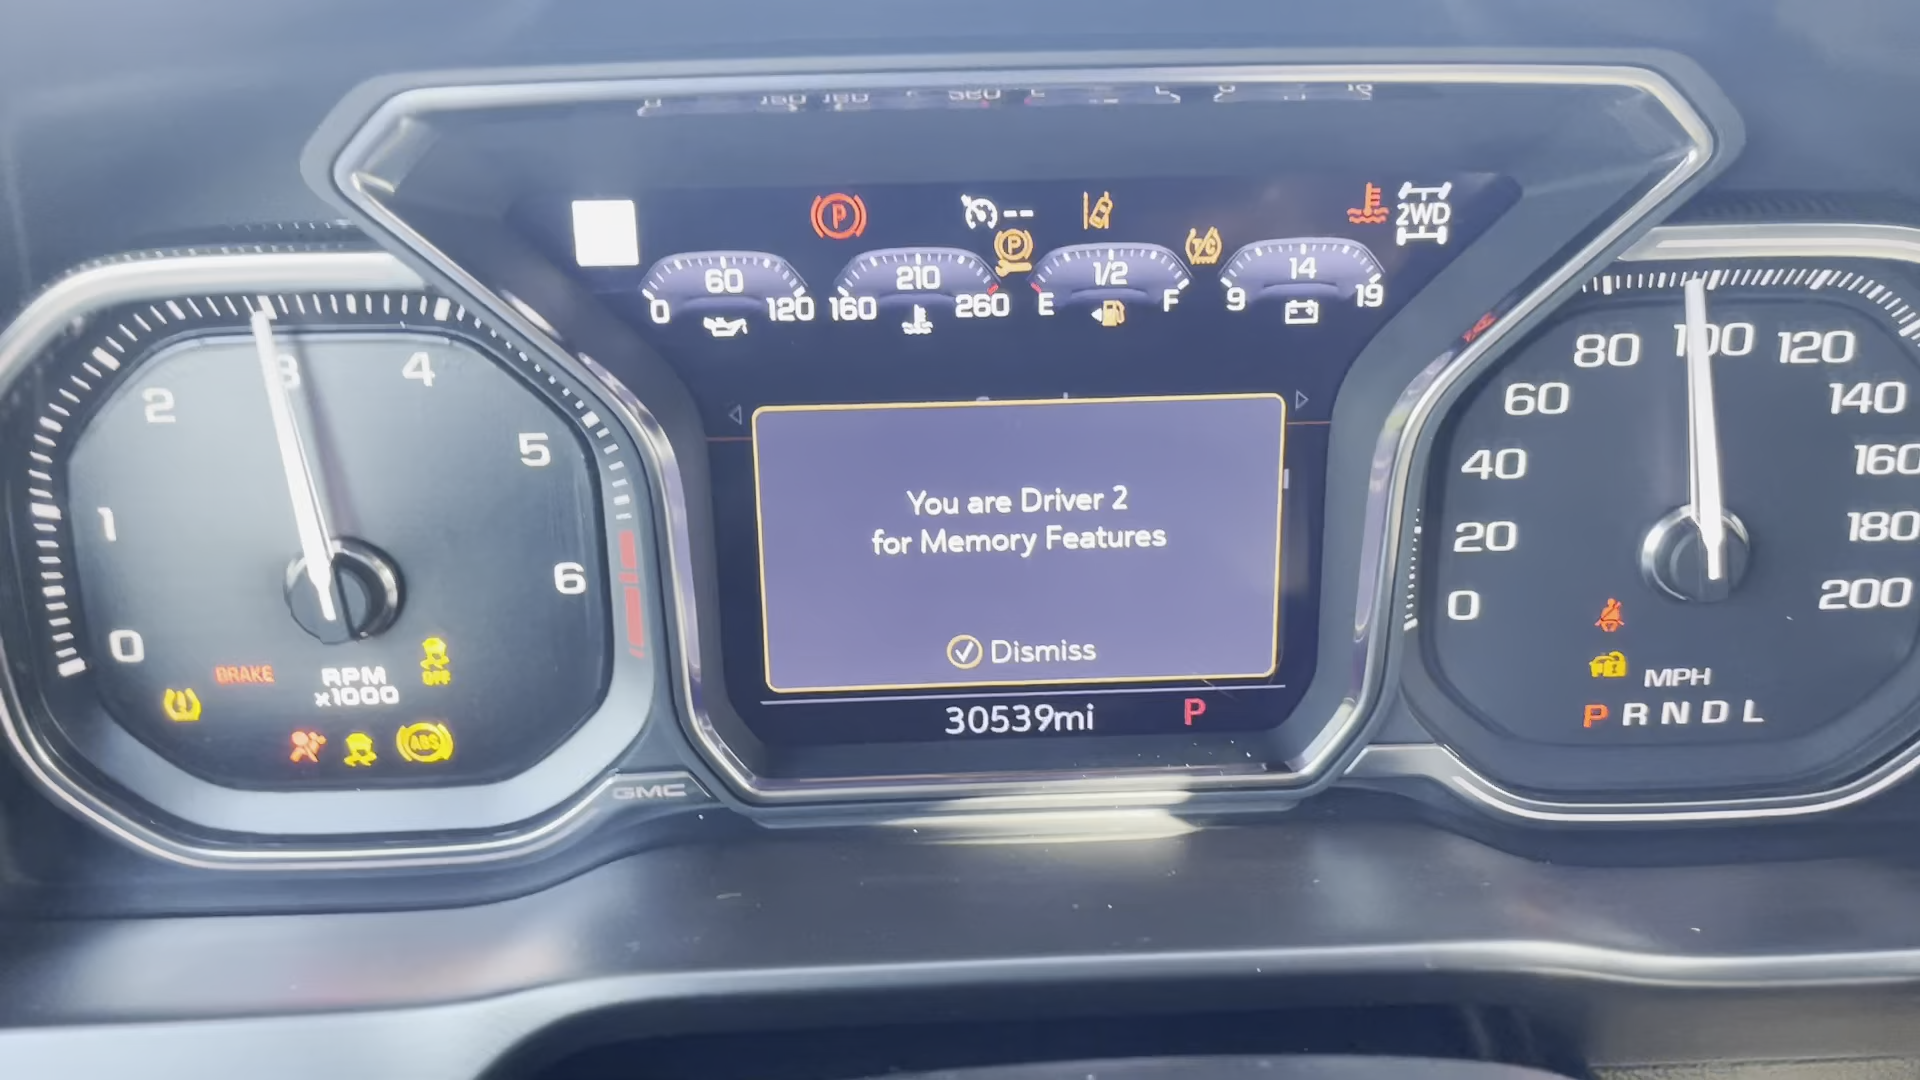 P
--
P
TC
2WD
60
0 120
210
160 260
1/2
E F
14
9 19
0
1
2
3
4
5
6
BRAKE
RPM
x1000
OFF
ABS
GMC
You are Driver 2
for Memory Features
Dismiss
30539mi P
0
20
40
60
80
100
120
140
160
180
200
MPH
P R N D L